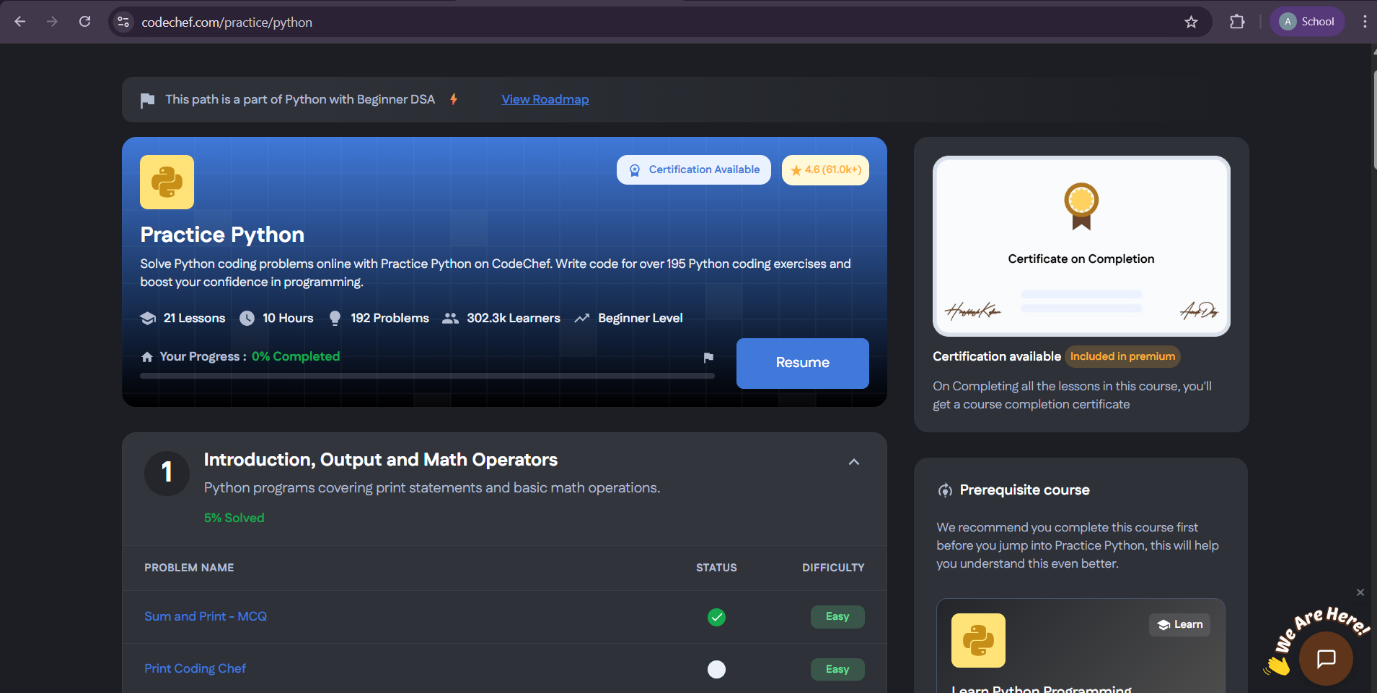 codechef.com/practice/python
A School
This path is a part of Python with Beginner DSA View Roadmap
Certification Available
4.6 (61.0k+)
Practice Python
Solve Python coding problems online with Practice Python on CodeChef. Write code for over 195 Python coding exercises and
boost your confidence in programming.
21 Lessons 10 Hours 192 Problems 302.3k Learners Beginner Level
Your Progress : 0% Completed
Resume
Certificate on Completion
Certification available Included in premium
On Completing all the lessons in this course, you'll
get a course completion certificate
1
Introduction, Output and Math Operators
Python programs covering print statements and basic math operations.
5% Solved
PROBLEM NAME STATUS DIFFICULTY
Sum and Print - MCQ Easy
Print Coding Chef Easy
Prerequisite course
We recommend you complete this course first
before you jump into Practice Python, this will help
you understand this even better.
Learn
Learn Python Programming
We Are Here!